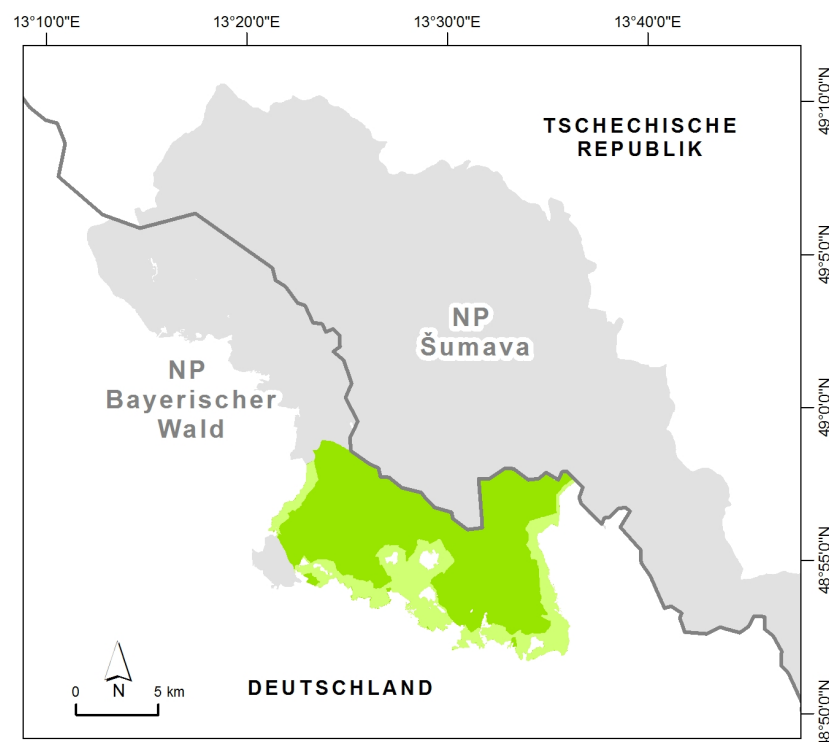 13°10'0"E 13°20'0"E 13°30'0"E 13°40'0"E
49°10'0"N
TSCHECHISCHE
REPUBLIK
49°5'0"N
NP
Šumava
NP
Bayerischer
Wald
49°0'0"N
48°55'0"N
0 N 5 km
DEUTSCHLAND
48°50'0"N